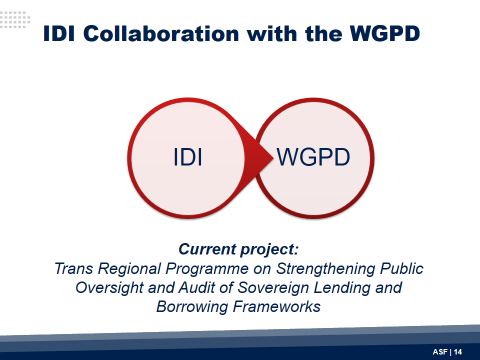 IDI Collaboration with the WGPD
IDI
WGPD
Current project:
Trans Regional Programme on Strengthening Public
Oversight and Audit of Sovereign Lending and
Borrowing Frameworks
ASF | 14